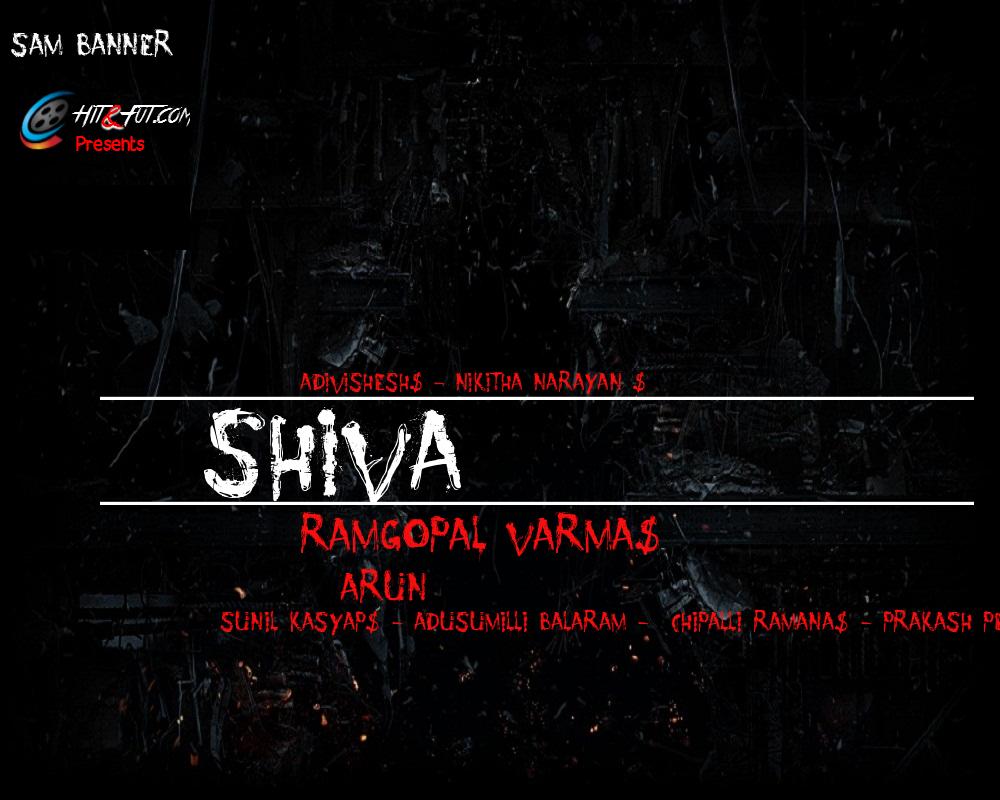 SAM BANNER
HIT&FUT.COM
Presents
ADIVISHESH$ - NIKITHA NARAYAN $
SHIVA
RAMGOPAL VARMA$
ARUN
SUNIL KASYAP$ - ADUSUMILLI BALARAM - CHIPALLI RAMANA$ - PRAKASH